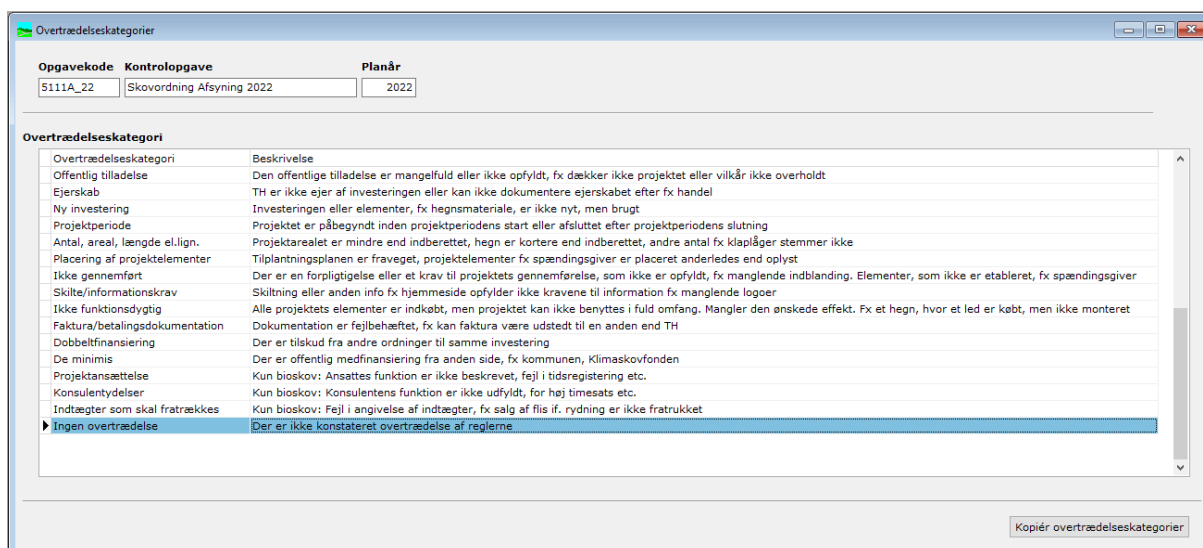 Overtrædelseskategorier
Opgavekode Kontrolopgave Planår
5111A_22 Skovordning Afsyning 2022 2022
Overtrædelseskategori
Overtrædelseskategori Beskrivelse
Offentlig tilladelse Den offentlige tilladelse er mangelfuld eller ikke opfyldt, fx dækker ikke projektet eller vilkår ikke overholdt
Ejerskab TH er ikke ejer af investeringen eller kan ikke dokumentere ejerskabet efter fx handel
Ny investering Investeringen eller elementer, fx hegnsmateriale, er ikke nyt, men brugt
Projektperiode Projektet er påbegyndt inden projektperiodens start eller afsluttet efter projektperiodens slutning
Antal, areal, længde el.lign. Projektarealet er mindre end indberettet, hegn er kortere end indberettet, andre antal fx klaplåger stemmer ikke
Placering af projektelementer Tilplantningsplanen er fraveget, projektelementer fx spændingsgiver er placeret anderledes end oplyst
Ikke gennemført Der er en forpligtigelse eller et krav til projektets gennemførelse, som ikke er opfyldt, fx manglende indblanding. Elementer, som ikke er etableret, fx spændingsgiver
Skilte/informationskrav Skiltning eller anden info fx hjemmeside opfylder ikke kravene til information fx manglende logoer
Ikke funktionsdygtig Alle projektets elementer er indkøbt, men projektet kan ikke benyttes i fuld omfang. Mangler den ønskede effekt. Fx et hegn, hvor et led er købt, men ikke monteret
Faktura/betalingsdokumentation Dokumentation er fejlbehæftet, fx kan faktura være udstedt til en anden end TH
Dobbeltfinansiering Der er tilskud fra andre ordninger til samme investering
De minimis Der er offentlig medfinansiering fra anden side, fx kommunen, Klimaskovfonden
Projektansættelse Kun bioskov: Ansattes funktion er ikke beskrevet, fejl i tidsregistering etc.
Konsulentydelser Kun bioskov: Konsulentens funktion er ikke udfyldt, for høj timesats etc.
Indtægter som skal fratrækkes Kun bioskov: Fejl i angivelse af indtægter, fx salg af flis if. rydning er ikke fratrukket
Ingen overtrædelse Der er ikke konstateret overtrædelse af reglerne
Kopiér overtrædelseskategorier